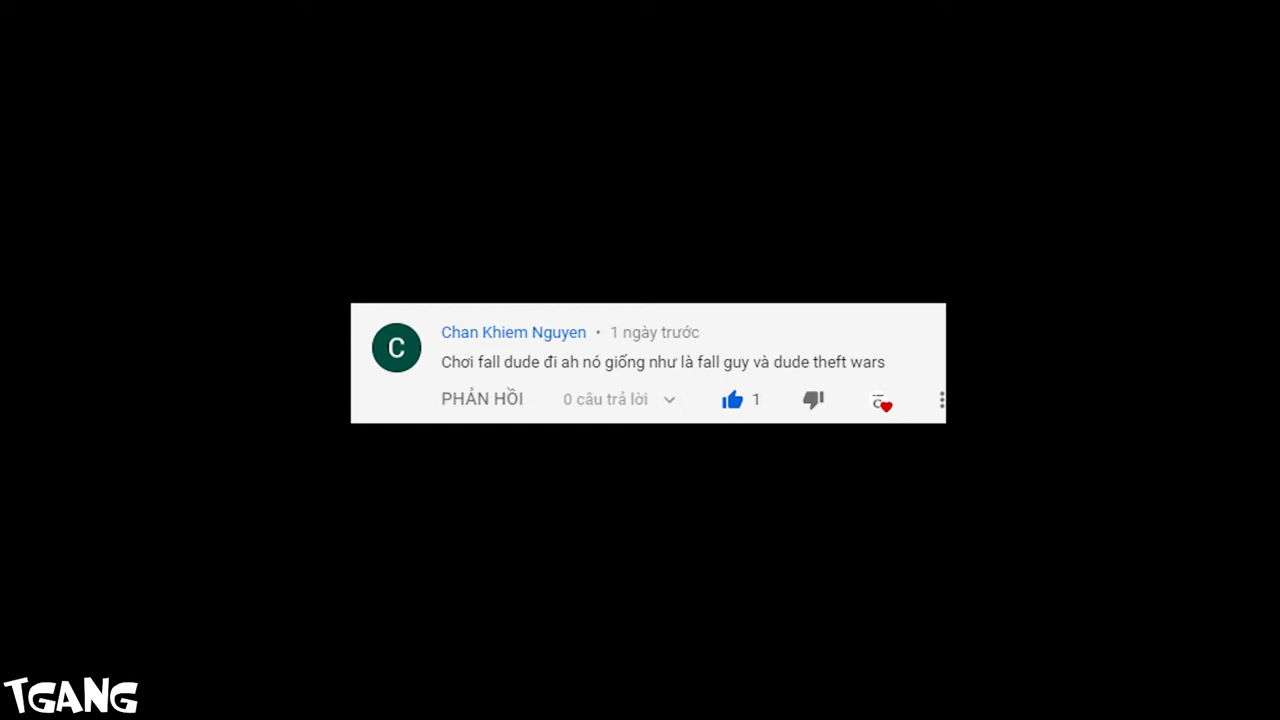 Chan Khiem Nguyen • 1 ngày trước
C
Chơi fall dude đi ah nó giống như là fall guy và dude theft wars
PHẢN HỒI 0 câu trả lời 1
TGANG